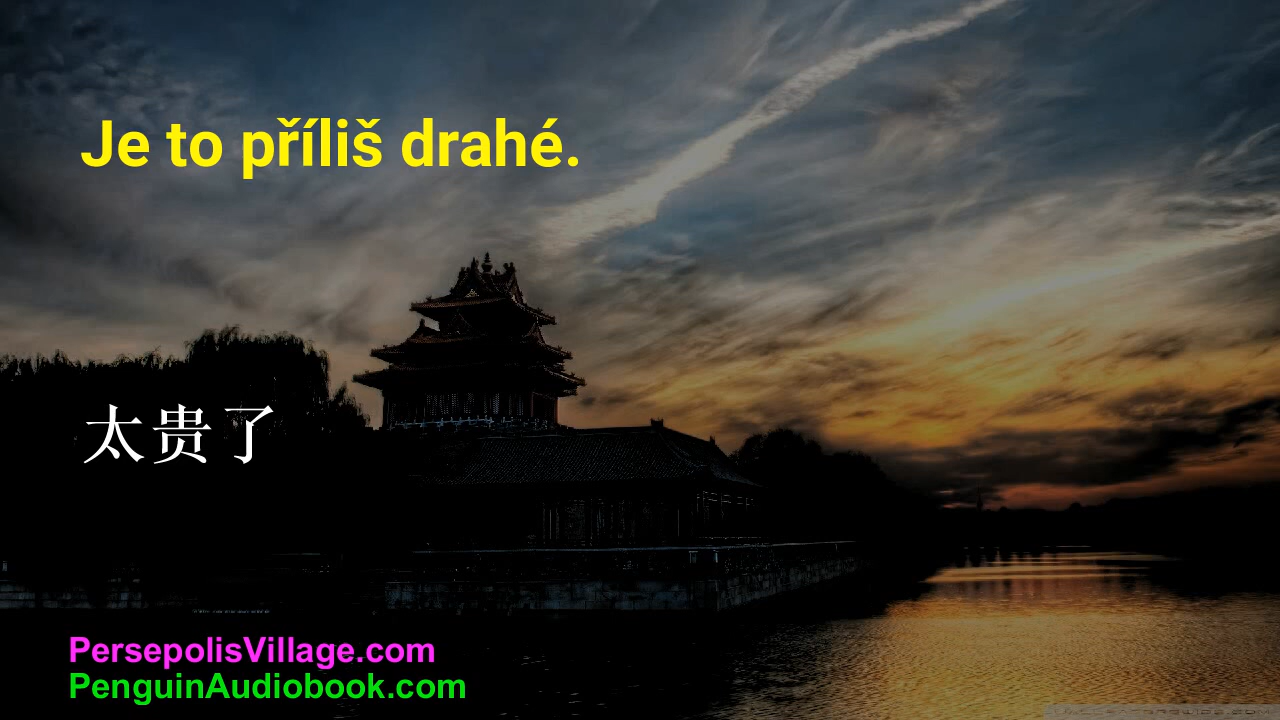 Je to příliš drahé.
太贵了
PersepolisVillage.com
PenguinAudiobook.com